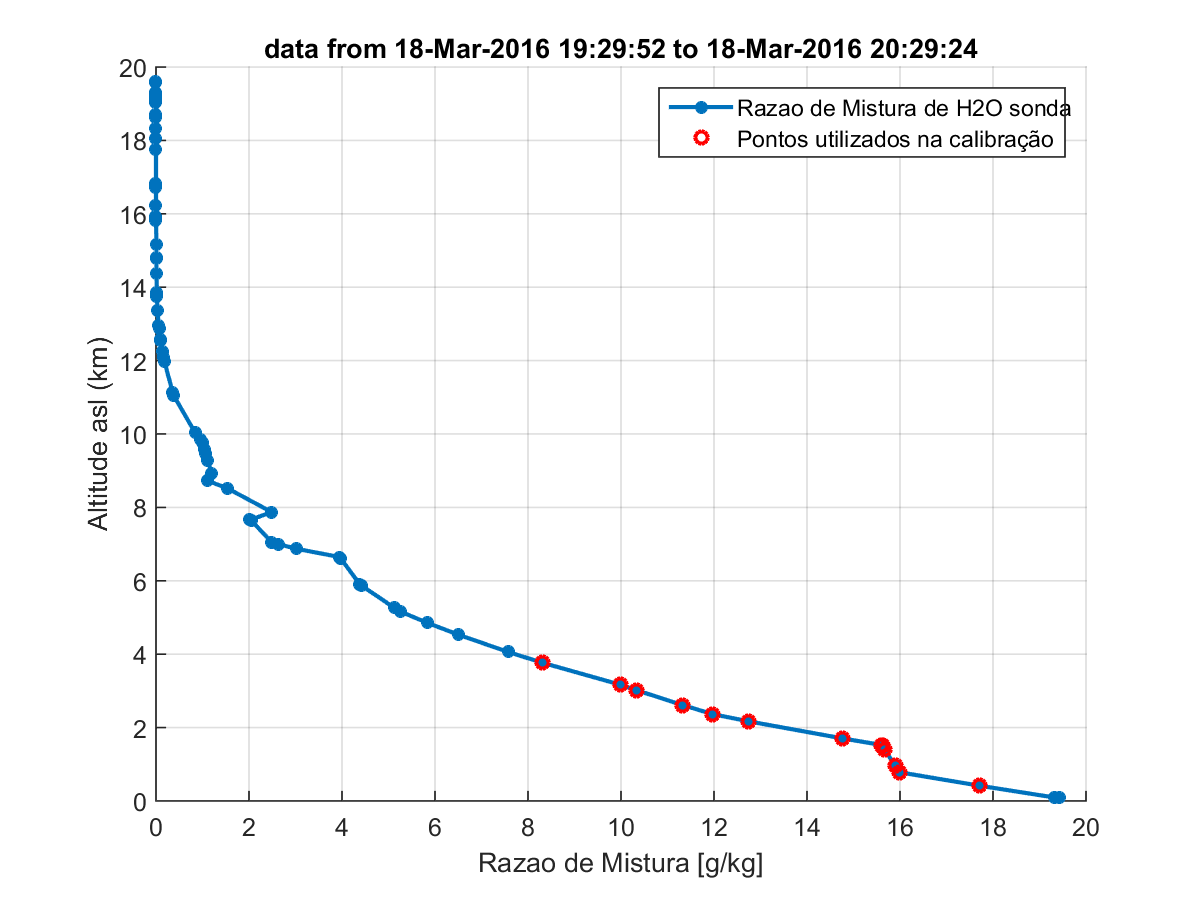 data from 18-Mar-2016 19:29:52 to 18-Mar-2016 20:29:24
Razao de Mistura de H2O sonda
Pontos utilizados na calibração
Altitude asl (km)
20
18
16
14
12
10
8
6
4
2
0
0 2 4 6 8 10 12 14 16 18 20
Razao de Mistura [g/kg]